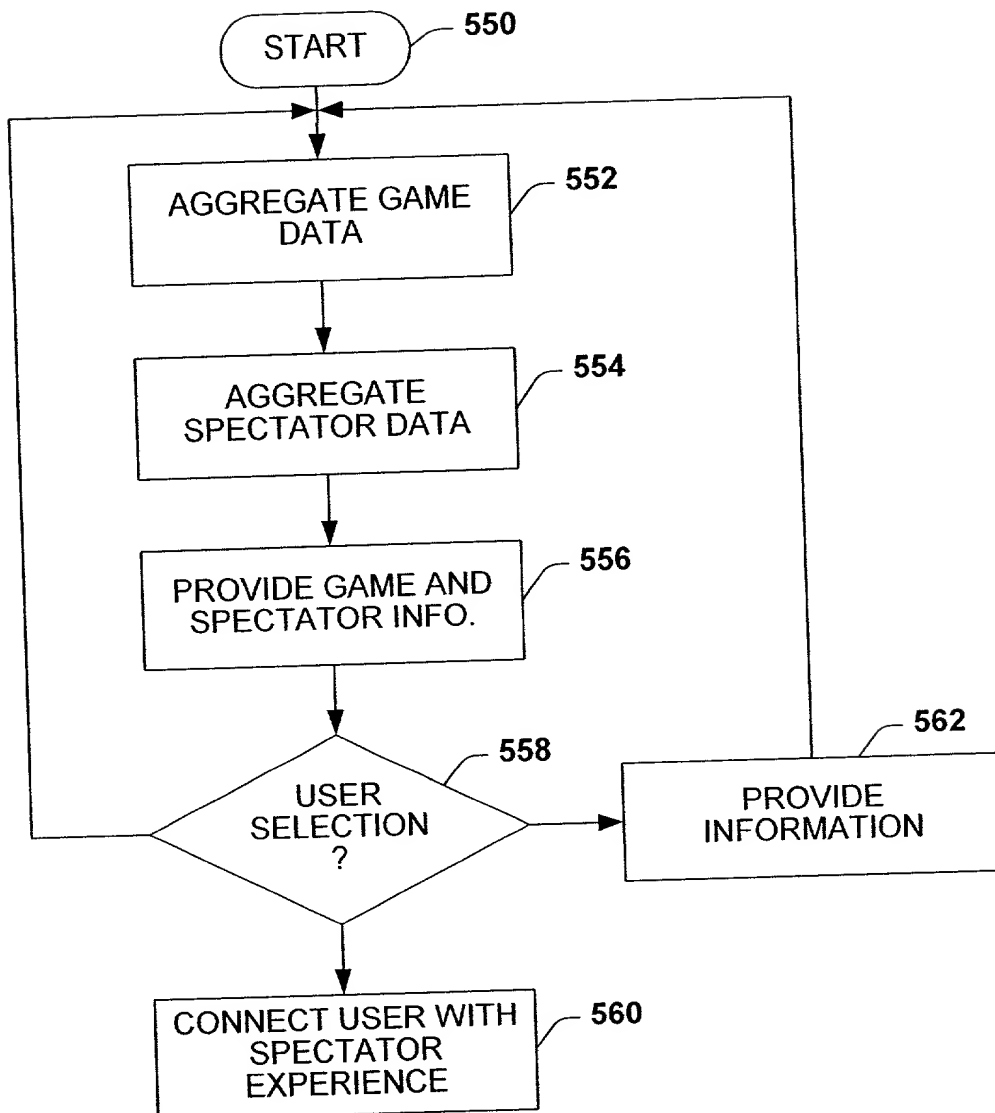 START
550
AGGREGATE GAME
DATA
552
AGGREGATE
SPECTATOR DATA
554
PROVIDE GAME AND
SPECTATOR INFO.
556
USER
SELECTION
?
558
PROVIDE
INFORMATION
562
CONNECT USER WITH
SPECTATOR
EXPERIENCE
560